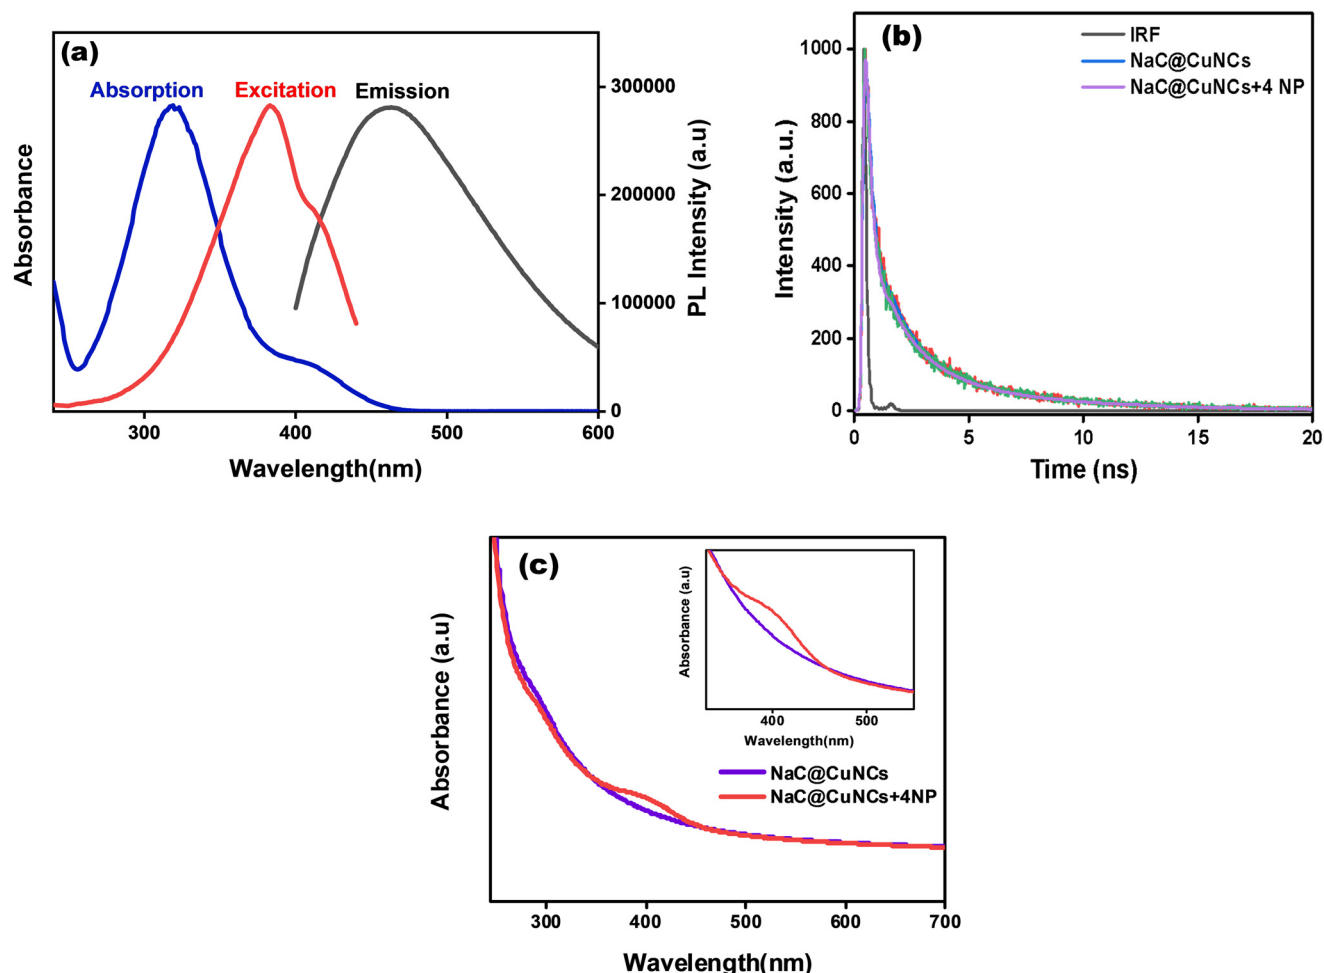 (a)
Absorption
Excitation
Emission
Absorbance
PL Intensity (a.u)
300000
200000
100000
0
300
400
500
600
Wavelength(nm)
(b)
IRF
NaC@CuNCs
NaC@CuNCs+4 NP
Intensity (a.u.)
1000
800
600
400
200
0
0
5
10
15
20
Time (ns)
(c)
Absorbance (a.u)
Absorbance (a.u)
400
500
Wavelength(nm)
NaC@CuNCs
NaC@CuNCs+4NP
300
400
500
600
700
Wavelength(nm)